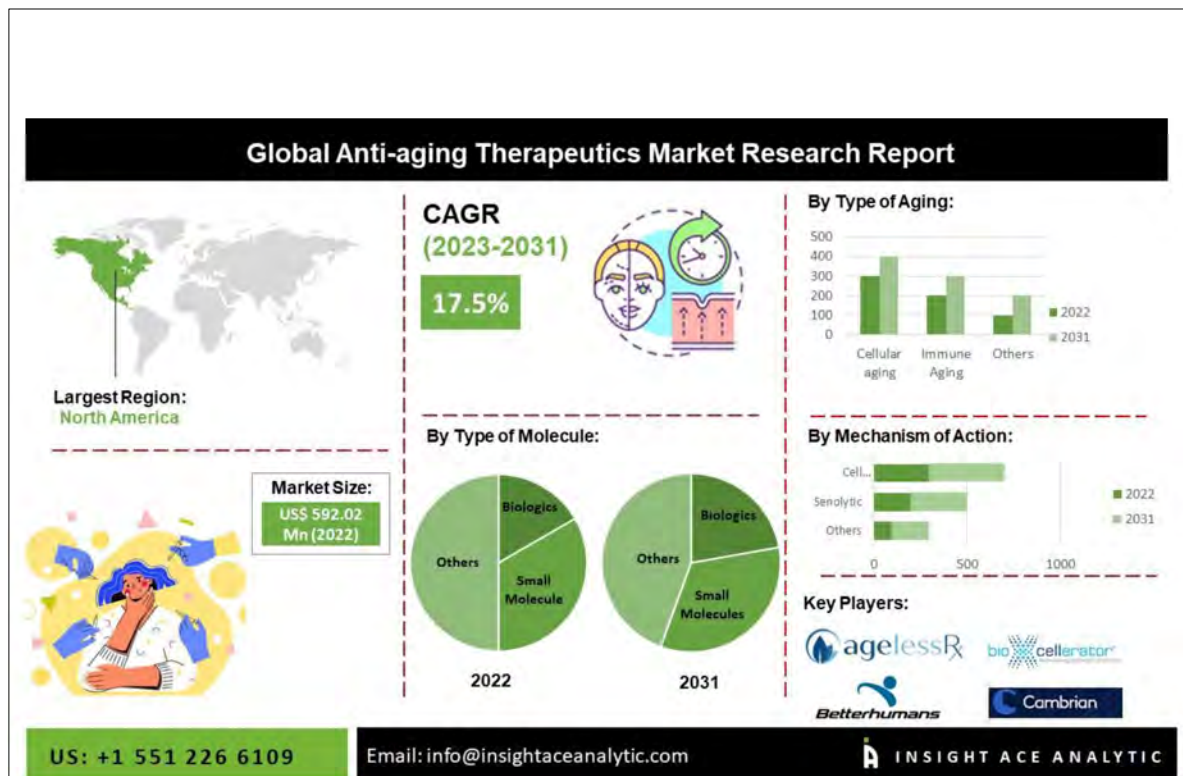 Global Anti-aging Therapeutics Market Research Report
Largest Region:
North America
Market Size:
US$ 592.02
Mn (2022)
CAGR
(2023-2031)
17.5%
By Type of Molecule:
Biologics
Others
Small
Molecule
2022
Biologics
Others
Small
Molecules
2031
By Type of Aging:
500
400
300
200
100
0
Cellular
aging
Immune
Aging
Others
2022
2031
By Mechanism of Action:
Cell...
Senolytic
Others
0
500
1000
2022
2031
Key Players:
agelessRx
bio cellerator
Betterhumans
Cambrian
US: +1 551 226 6109
Email: info@insightaceanalytic.com
INSIGHT ACE ANALYTIC